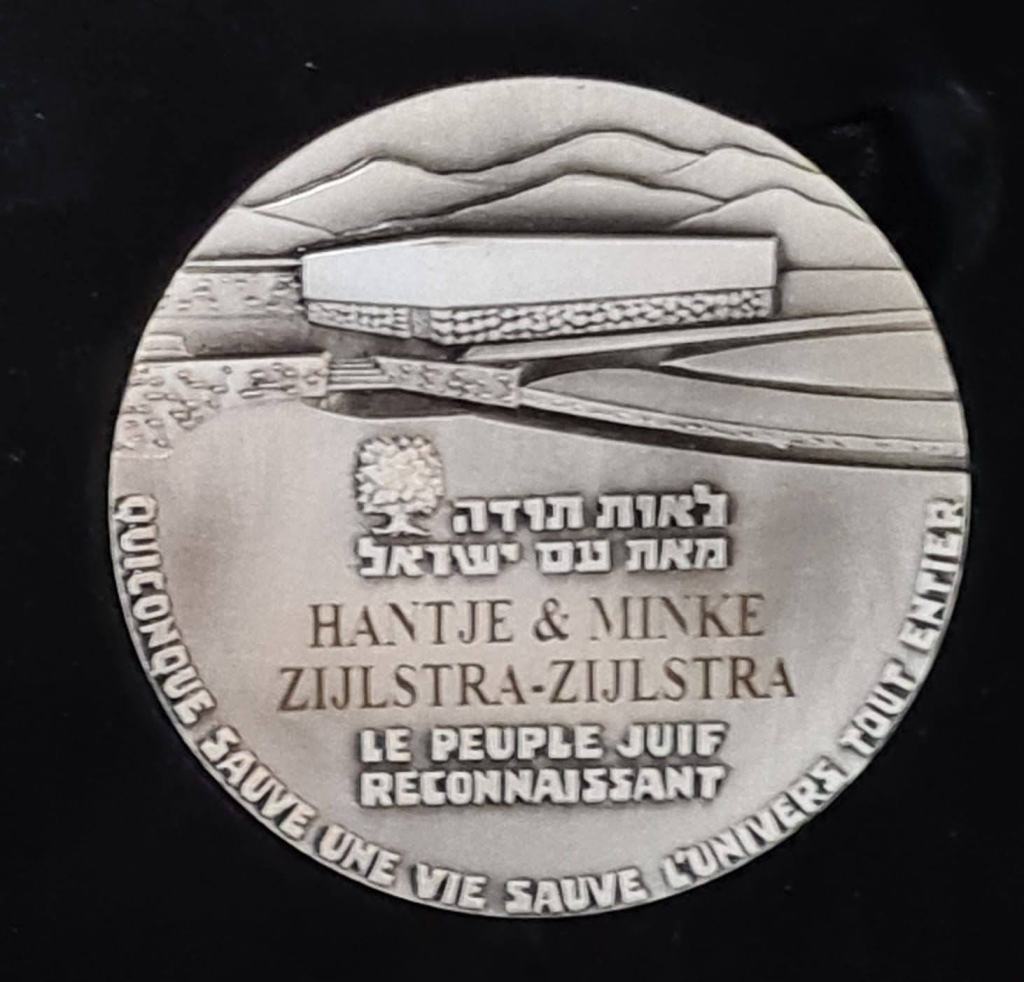 לאות תודה
מאת עם ישראל
HANTJE & MINKE
ZIJLSTRA-ZIJLSTRA
LE PEUPLE JUIF
RECONNAISSANT
QUICONQUE SAUVE UNE VIE SAUVE L'UNIVERS TOUT ENTIER